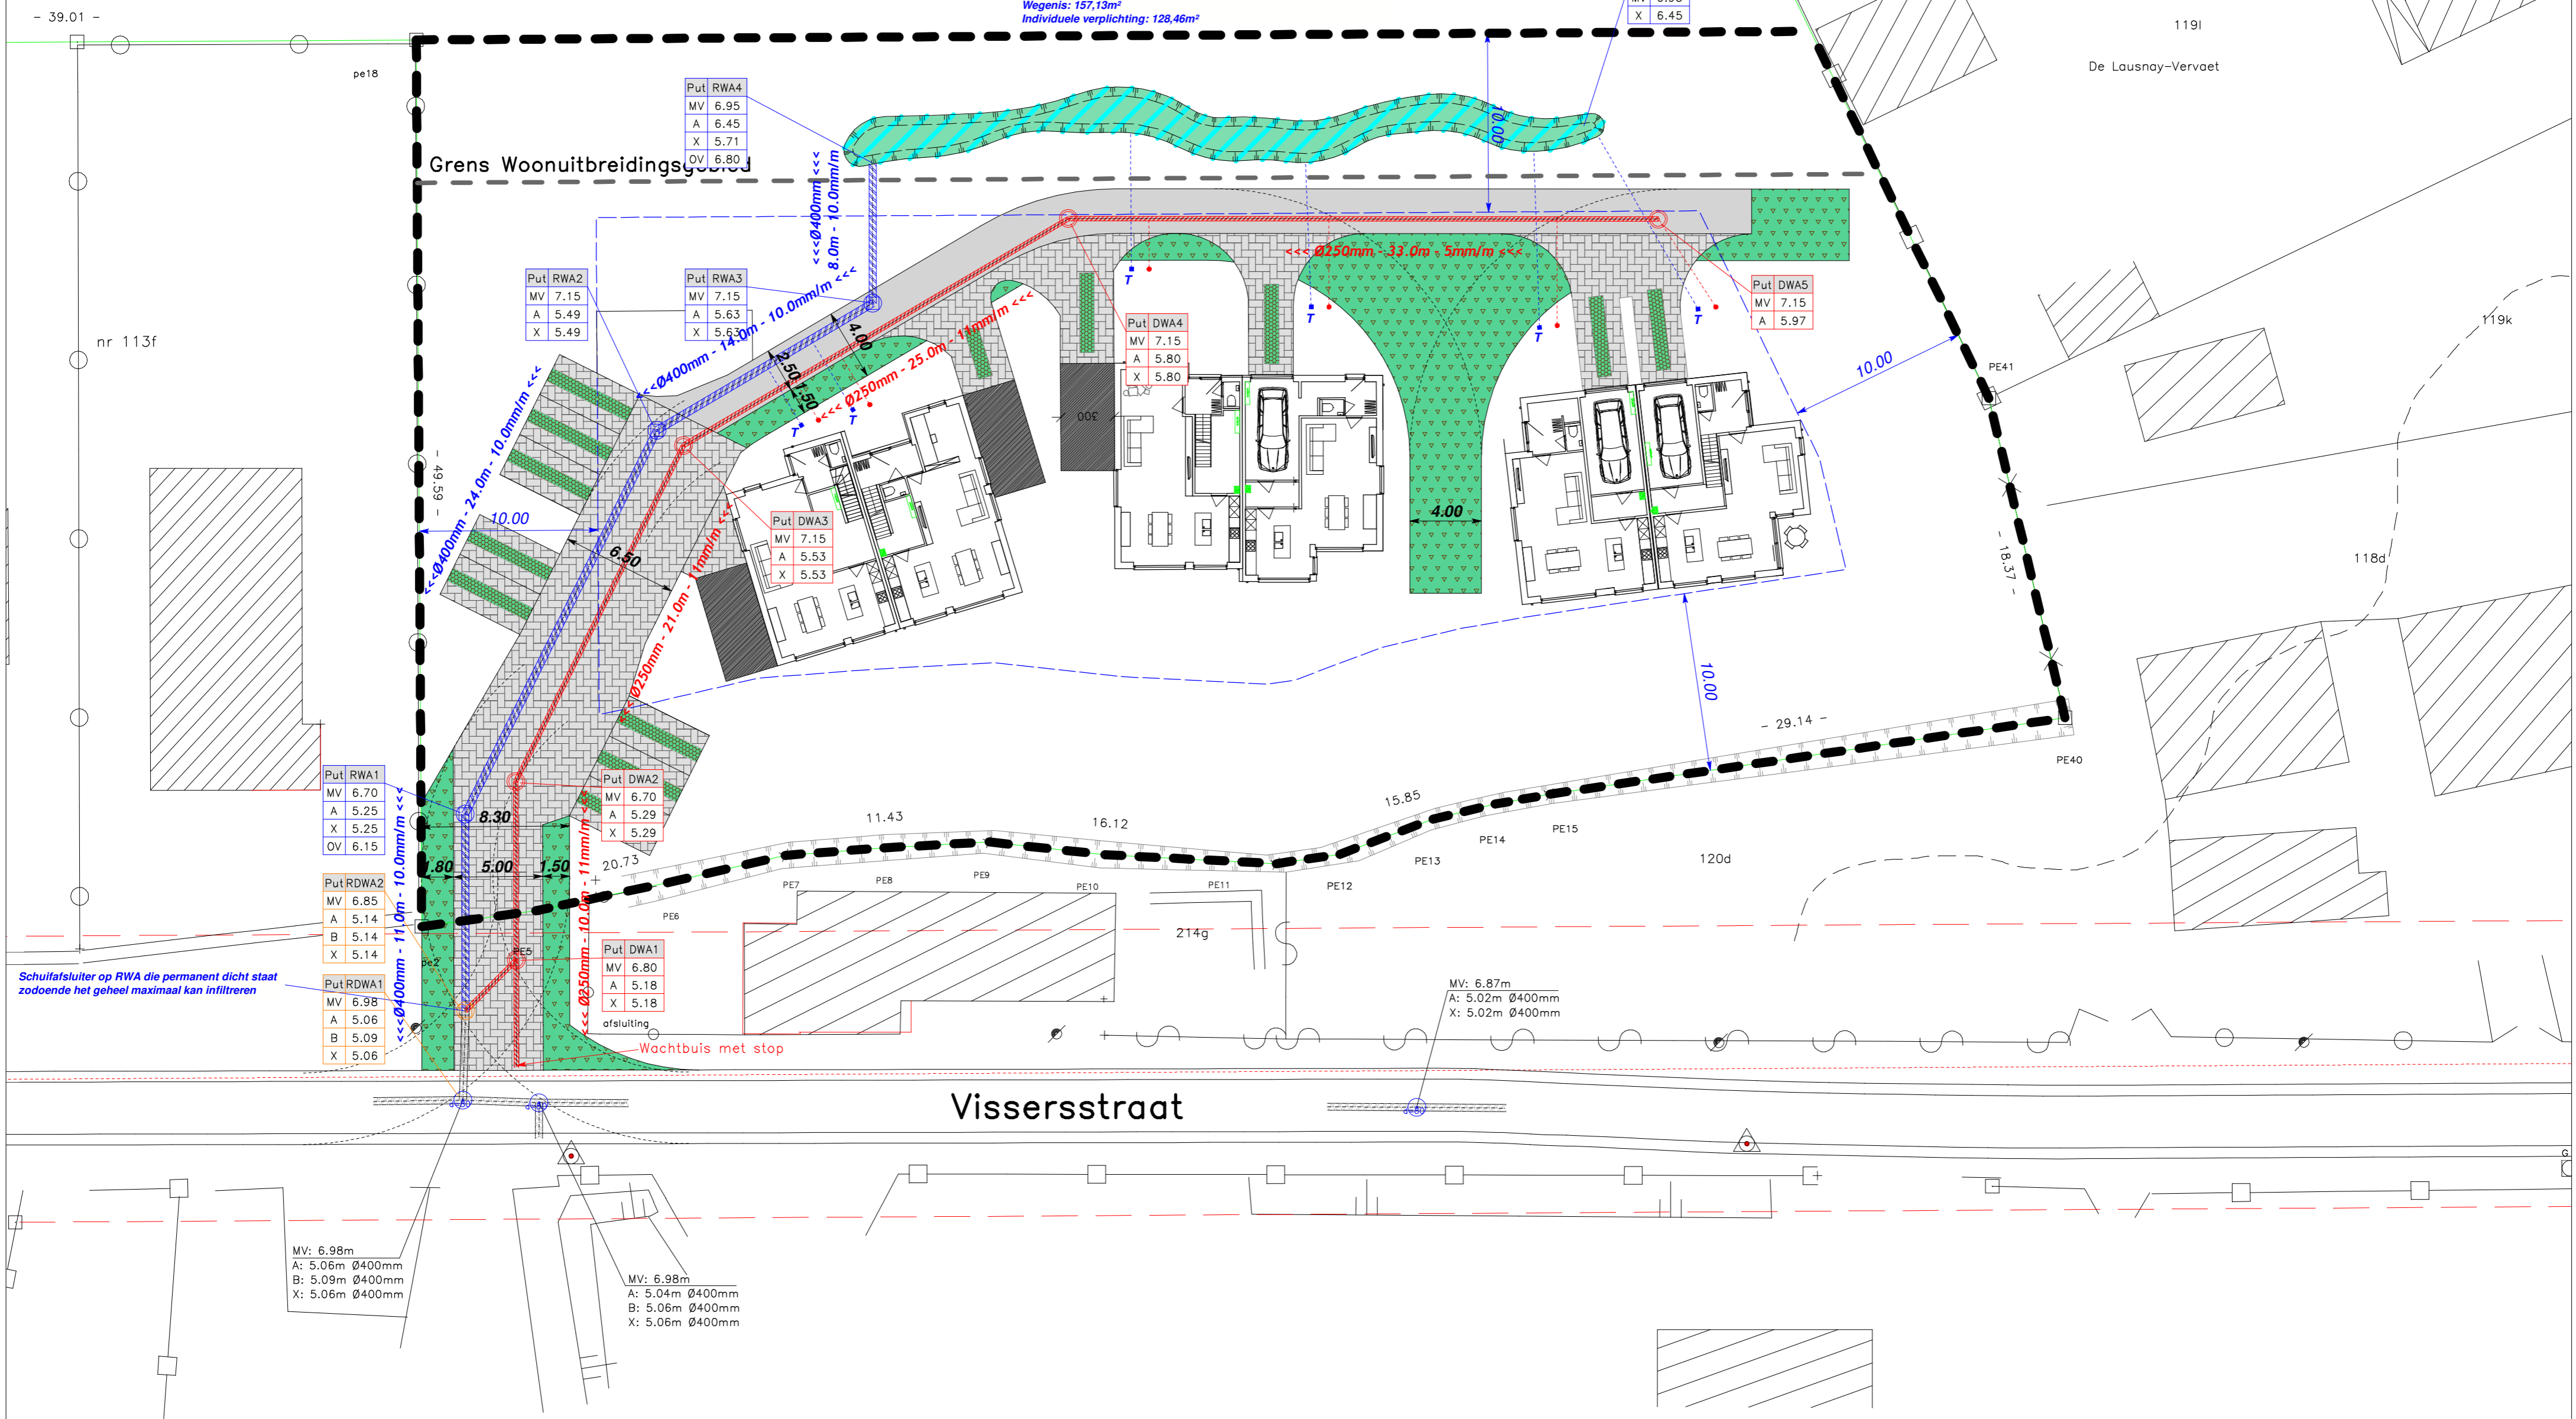 - 39.01 -
Wegenis: 157,13m²
Individuele verplichting: 128,46m²
X 6.45
119l
De Lausnay-Vervaet
pe18
Put RWA4
MV 6.95
A 6.45
X 5.71
OV 6.80
Grens Woonuitbreidingsgebied
<<<Ø400mm <<<
8.0m - 10.0mm/m
10.00
Put RWA2
MV 7.15
A 5.49
X 5.49
Put RWA3
MV 7.15
A 5.63
X 5.63
<<<Ø400mm - 14.0m - 10.0mm/m <<<
<<< Ø250mm - 33.0m - 5mm/m <<<
Put DWA5
MV 7.15
A 5.97
Put DWA4
MV 7.15
A 5.80
X 5.80
nr 113f
119k
4.00
2.50
1.50
<<< Ø250mm - 25.0m - 11mm/m <<<
T
T
T
T
T
T
300
10.00
PE41
<<<Ø400mm - 24.0m - 10.0mm/m <<<
- 49.59 -
10.00
6.50
4.00
Put DWA3
MV 7.15
A 5.53
X 5.53
<<< Ø250mm - 21.0m - 11mm/m <<<
- 18.37 -
118d
10.00
- 29.14 -
PE40
Put RWA1
MV 6.70
A 5.25
X 5.25
OV 6.15
Put DWA2
MV 6.70
A 5.29
X 5.29
8.30
1.80
5.00
1.50
20.73
11.43
16.12
15.85
PE6
PE7
PE8
PE9
PE10
PE11
PE12
PE13
PE14
PE15
120d
Put RDWA2
MV 6.85
A 5.14
B 5.14
X 5.14
<<<Ø400mm - 11.0m - 10.0mm/m <<<
<<< Ø250mm - 10.0m - 11mm/m <<<
214g
PE5
pe2
Put DWA1
MV 6.80
A 5.18
X 5.18
Schuifafsluiter op RWA die permanent dicht staat
zodoende het geheel maximaal kan infiltreren
Put RDWA1
MV 6.98
A 5.06
B 5.09
X 5.06
afsluiting
Wachtbuis met stop
MV: 6.87m
A: 5.02m Ø400mm
X: 5.02m Ø400mm
Vissersstraat
MV: 6.98m
A: 5.06m Ø400mm
B: 5.09m Ø400mm
X: 5.06m Ø400mm
MV: 6.98m
A: 5.04m Ø400mm
B: 5.06m Ø400mm
X: 5.06m Ø400mm
G